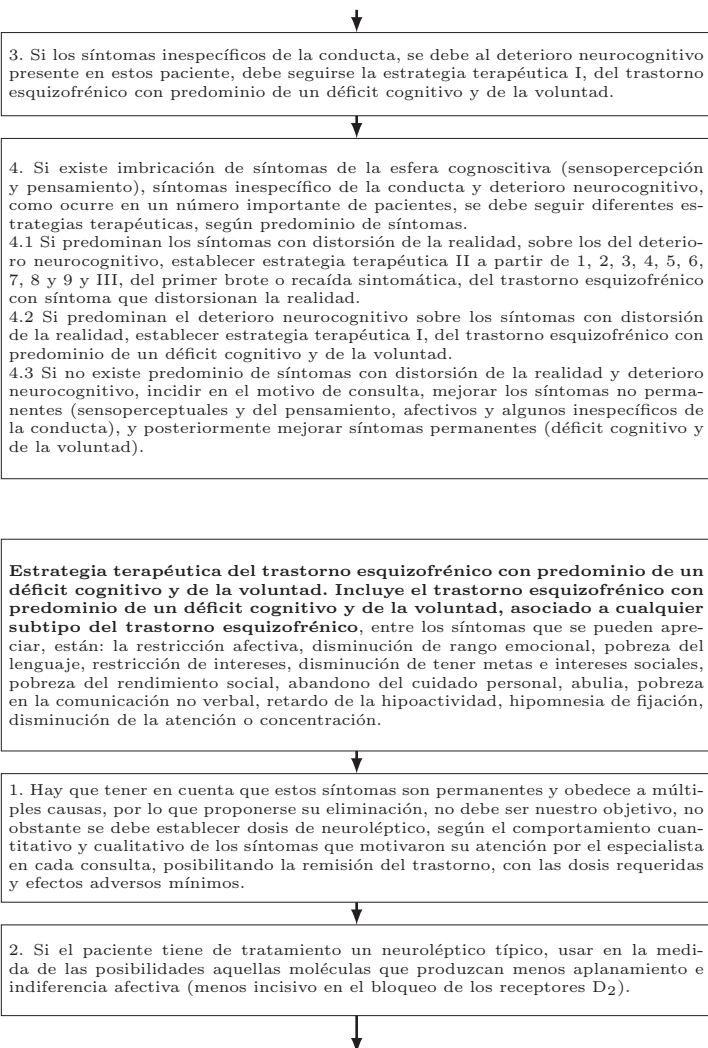 3. Si los síntomas inespecíficos de la conducta, se debe al deterioro neurocognitivo
presente en estos paciente, debe seguirse la estrategia terapéutica I, del trastorno
esquizofrénico con predominio de un déficit cognitivo y de la voluntad.
4. Si existe imbricación de síntomas de la esfera cognoscitiva (sensopercepción
y pensamiento), síntomas inespecífico de la conducta y deterioro neurocognitivo,
como ocurre en un número importante de pacientes, se debe seguir diferentes es-
trategias terapéuticas, según predominio de síntomas.
4.1 Si predominan los síntomas con distorsión de la realidad, sobre los del deterio-
ro neurocognitivo, establecer estrategia terapéutica II a partir de 1, 2, 3, 4, 5, 6,
7, 8 y 9 y III, del primer brote o recaída sintomática, del trastorno esquizofrénico
con síntoma que distorsionan la realidad.
4.2 Si predominan el deterioro neurocognitivo sobre los síntomas con distorsión
de la realidad, establecer estrategia terapéutica I, del trastorno esquizofrénico con
predominio de un déficit cognitivo y de la voluntad.
4.3 Si no existe predominio de síntomas con distorsión de la realidad y deterioro
neurocognitivo, incidir en el motivo de consulta, mejorar los síntomas no perma-
nentes (sensoperceptuales y del pensamiento, afectivos y algunos inespecíficos de
la conducta), y posteriormente mejorar síntomas permanentes (déficit cognitivo y
de la voluntad).
Estrategia terapéutica del trastorno esquizofrénico con predominio de un
déficit cognitivo y de la voluntad. Incluye el trastorno esquizofrénico con
predominio de un déficit cognitivo y de la voluntad, asociado a cualquier
subtipo del trastorno esquizofrénico, entre los síntomas que se pueden apre-
ciar, están: la restricción afectiva, disminución de rango emocional, pobreza del
lenguaje, restricción de intereses, disminución de tener metas e intereses sociales,
pobreza del rendimiento social, abandono del cuidado personal, abulia, pobreza
en la comunicación no verbal, retardo de la hipoactividad, hipomnesia de fijación,
disminución de la atención o concentración.
1. Hay que tener en cuenta que estos síntomas son permanentes y obedece a múlti-
ples causas, por lo que proponerse su eliminación, no debe ser nuestro objetivo, no
obstante se debe establecer dosis de neuroléptico, según el comportamiento cuan-
titativo y cualitativo de los síntomas que motivaron su atención por el especialista
en cada consulta, posibilitando la remisión del trastorno, con las dosis requeridas
y efectos adversos mínimos.
2. Si el paciente tiene de tratamiento un neuroléptico típico, usar en la medi-
da de las posibilidades aquellas moléculas que produzcan menos aplanamiento e
indiferencia afectiva (menos incisivo en el bloqueo de los receptores D₂).